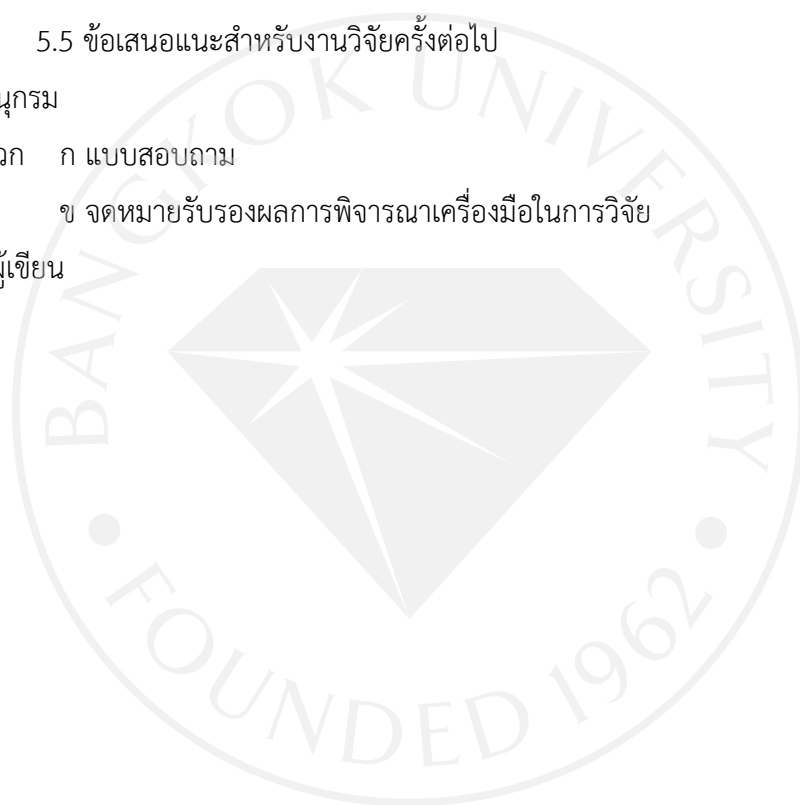 5.5 ข้อเสนอแนะสำหรับงานวิจัยครั้งต่อไป
นุกรม
วก ก แบบสอบถาม
ข จดหมายรับรองผลการพิจารณาเครื่องมือในการวิจัย
ผู้เขียน
BANGKOK UNIVERSITY
FOUNDED 1962